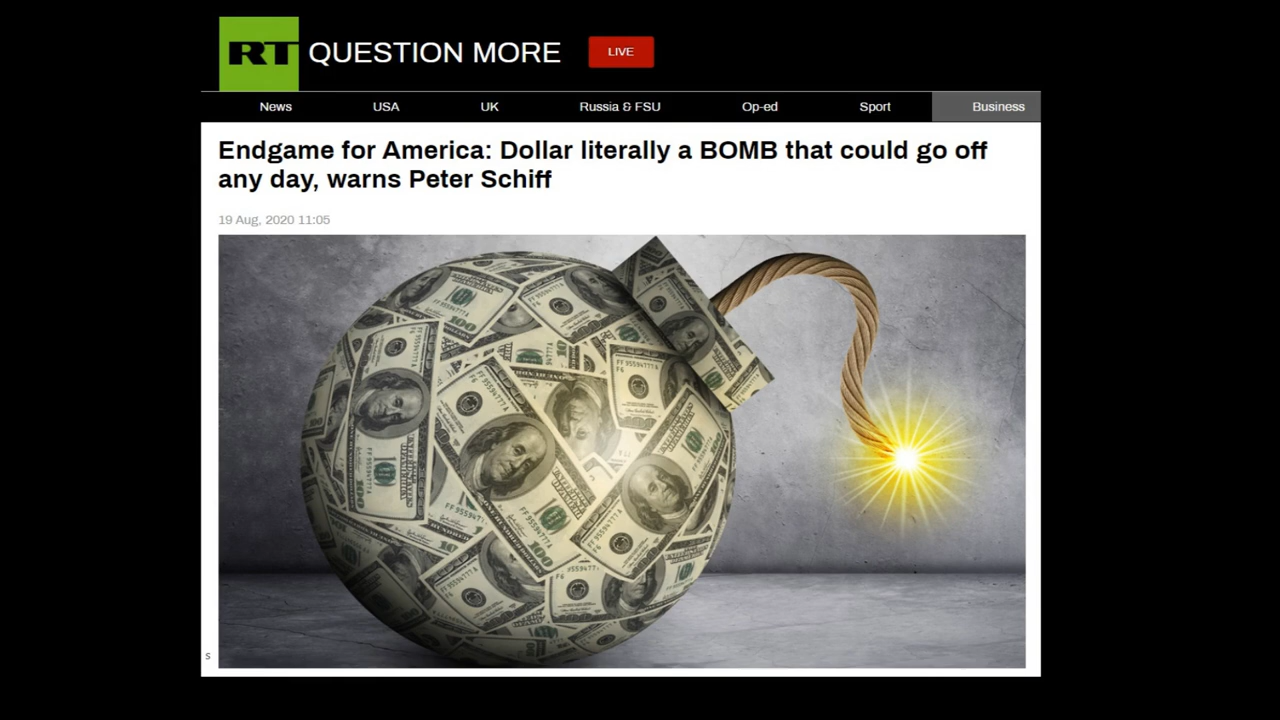 RT QUESTION MORE LIVE
News USA UK Russia & FSU Op-ed Sport Business
Endgame for America: Dollar literally a BOMB that could go off
any day, warns Peter Schiff
19 Aug, 2020 11:05
s